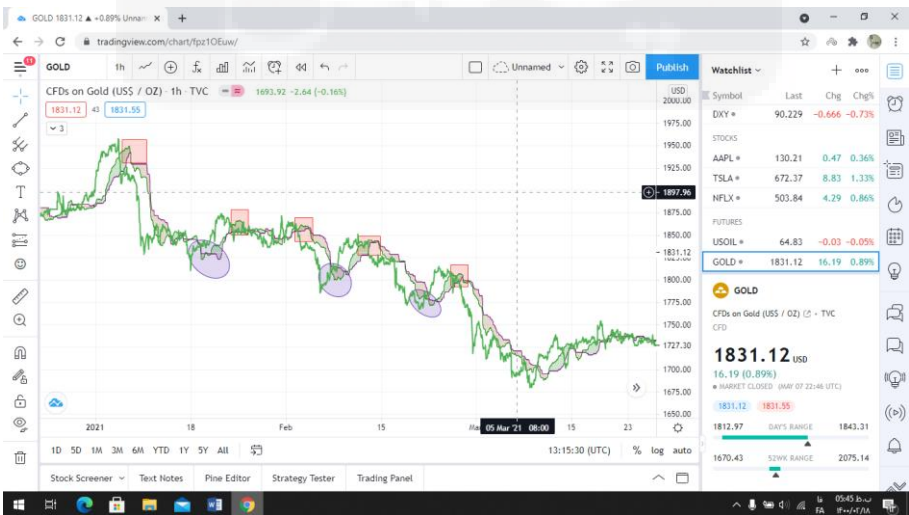 GOLD 1831.12 ▲ +0.89% Unnam
tradingview.com/chart/fpz1OEuw/
11
GOLD 1h Unnamed Publish
CFDs on Gold (US$ / OZ) · 1h · TVC 1693.92 -2.64 (-0.16%)
1831.12 43 1831.55
3
USD
2000.00
1975.00
1950.00
1925.00
1897.96
1875.00
1850.00
1831.12
1800.00
1775.00
1750.00
1727.30
1700.00
1675.00
1650.00
2021 18 Feb 15 05 Mar '21 08:00 15 23
1D 5D 1M 3M 6M YTD 1Y 5Y All 13:15:30 (UTC) % log auto
Stock Screener Text Notes Pine Editor Strategy Tester Trading Panel
Watchlist
Symbol Last Chg Chg%
DXY 90.229 -0.666 -0.73%
STOCKS
AAPL 130.21 0.47 0.36%
TSLA 672.37 8.83 1.33%
NFLX 503.84 4.29 0.86%
FUTURES
USOIL 64.83 -0.03 -0.05%
GOLD 1831.12 16.19 0.89%
GOLD
CFDs on Gold (US$ / OZ) · TVC
CFD
1831.12 USD
16.19 (0.89%)
MARKET CLOSED (MAY 07 22:46 UTC)
1831.12 1831.55
1812.97 DAY'S RANGE 1843.31
1670.43 52WK RANGE 2075.14
فا
FA
05:45 ب.ظ
۱۴۰۰/۰۲/۱۸